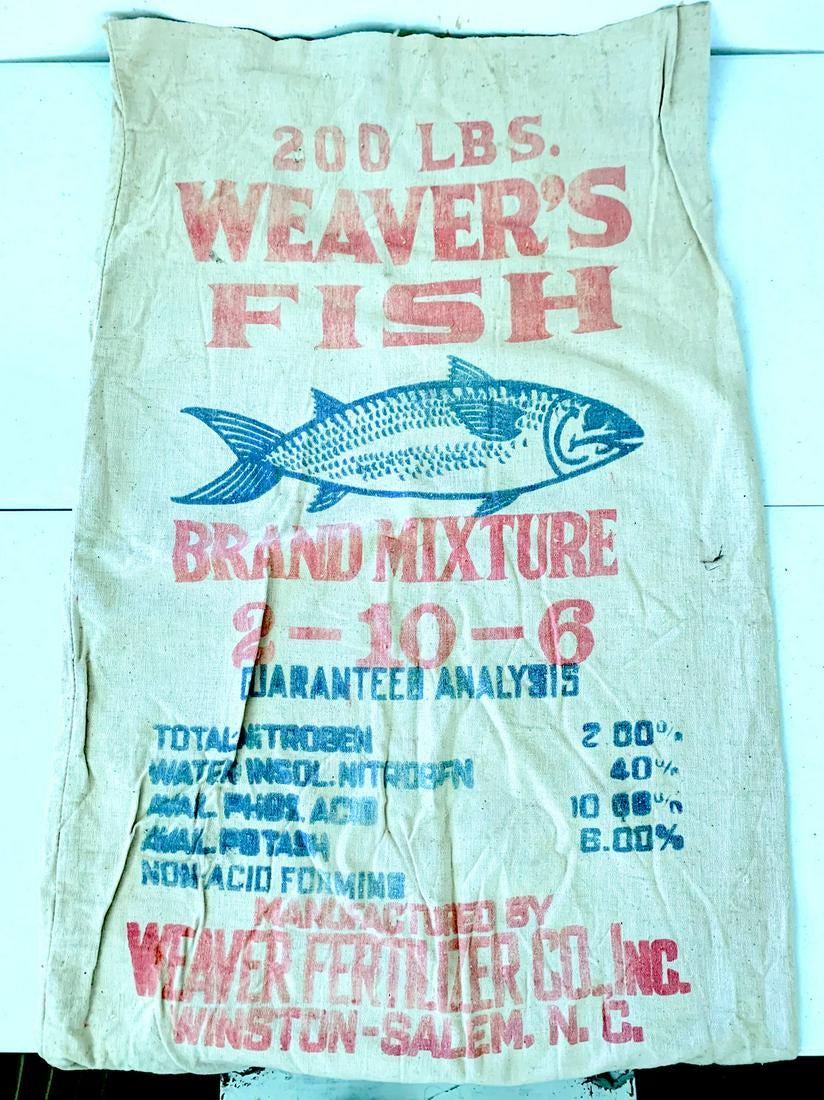 200 LBS.
WEAVER'S
FISH
BRAND MIXTURE
2-10-6
GUARANTEED ANALYSIS
TOTAL NITROGEN 2.00%
WATER INSOL. NITROGEN .40%
AVAIL. PHOS. ACID 10.00%
AVAIL. POTASH 6.00%
NON-ACID FORMING
MANUFACTURED BY
WEAVER FERTILIZER CO., INC.
WINSTON-SALEM, N. C.